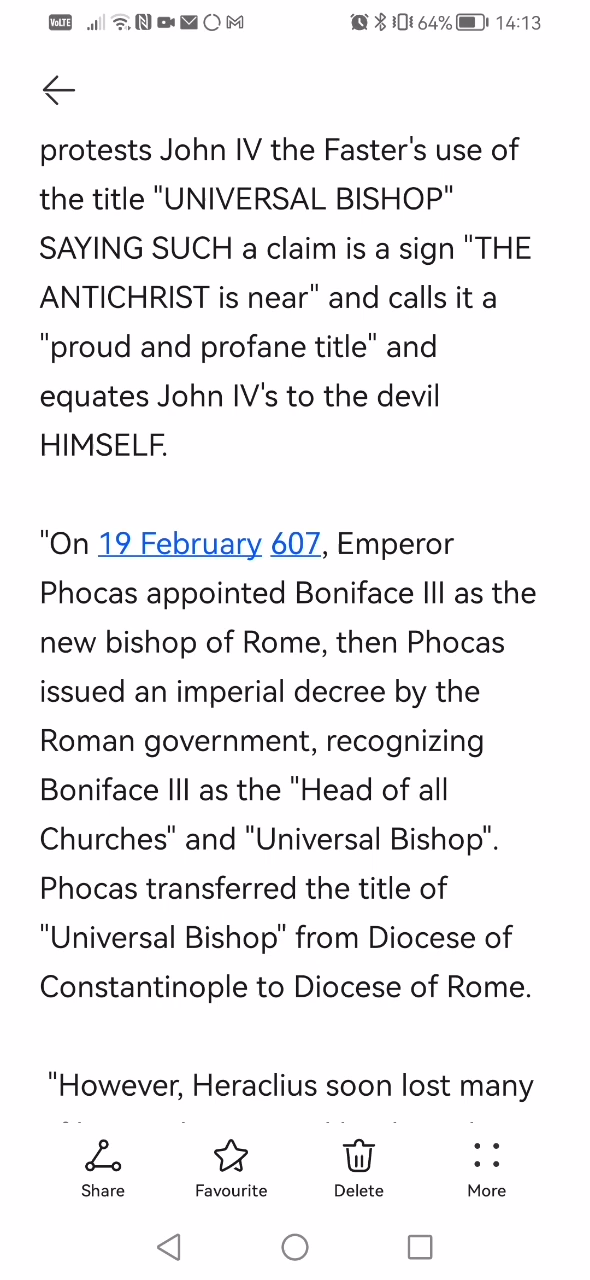 VoLTE 64% 14:13
protests John IV the Faster's use of
the title "UNIVERSAL BISHOP"
SAYING SUCH a claim is a sign "THE
ANTICHRIST is near" and calls it a
"proud and profane title" and
equates John IV's to the devil
HIMSELF.
"On 19 February 607, Emperor
Phocas appointed Boniface III as the
new bishop of Rome, then Phocas
issued an imperial decree by the
Roman government, recognizing
Boniface III as the "Head of all
Churches" and "Universal Bishop".
Phocas transferred the title of
"Universal Bishop" from Diocese of
Constantinople to Diocese of Rome.
"However, Heraclius soon lost many
Share Favourite Delete More